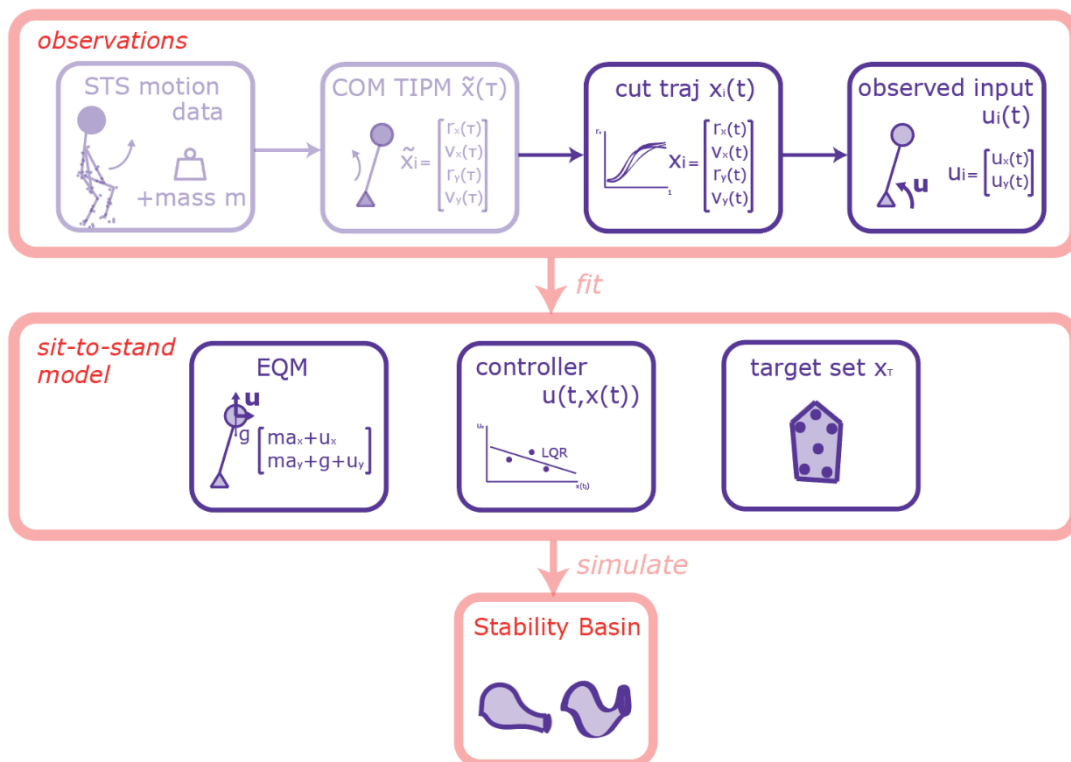 observations
STS motion
data
+mass m
COM TIPM x̃(τ)
x̃i=
rx(τ)
vx(τ)
ry(τ)
vy(τ)
cut traj xi(t)
xi=
rx(t)
vx(t)
ry(t)
vy(t)
observed input
ui(t)
u
ui=
ux(t)
uy(t)
fit
sit-to-stand
model
EQM
u
g
max+ux
may+g+uy
controller
u(t,x(t))
LQR
target set xT
simulate
Stability Basin